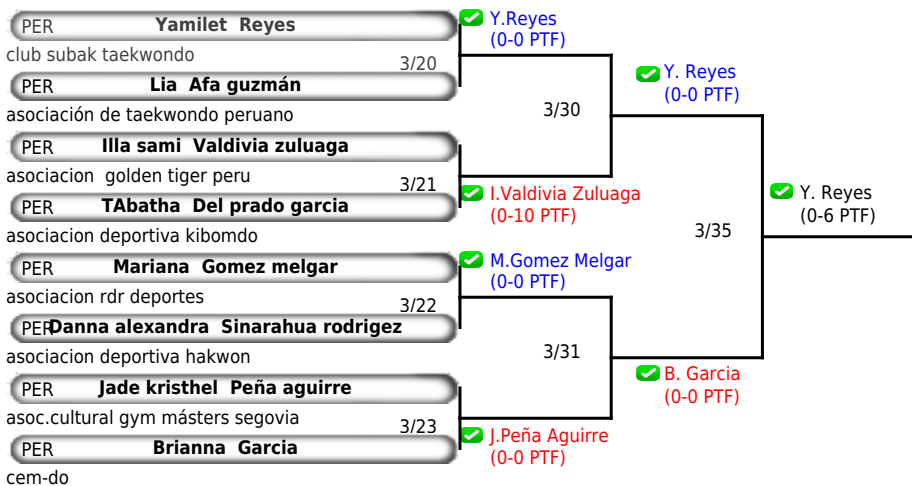 PER Yamilet Reyes
club subak taekwondo
3/20
PER Lia Afa guzmán
asociación de taekwondo peruano
PER Illa sami Valdivia zuluaga
asociacion golden tiger peru
3/21
PER TAbatha Del prado garcia
asociacion deportiva kibomdo
PER Mariana Gomez melgar
asociacion rdr deportes
3/22
PER Danna alexandra Sinarahua rodrigez
asociacion deportiva hakwon
PER Jade kristhel Peña aguirre
asoc.cultural gym másters segovia
3/23
PER Brianna Garcia
cem-do
Y.Reyes
(0-0 PTF)
3/30
I.Valdivia Zuluaga
(0-10 PTF)
M.Gomez Melgar
(0-0 PTF)
3/31
J.Peña Aguirre
(0-0 PTF)
Y. Reyes
(0-0 PTF)
3/35
B. Garcia
(0-0 PTF)
Y. Reyes
(0-6 PTF)